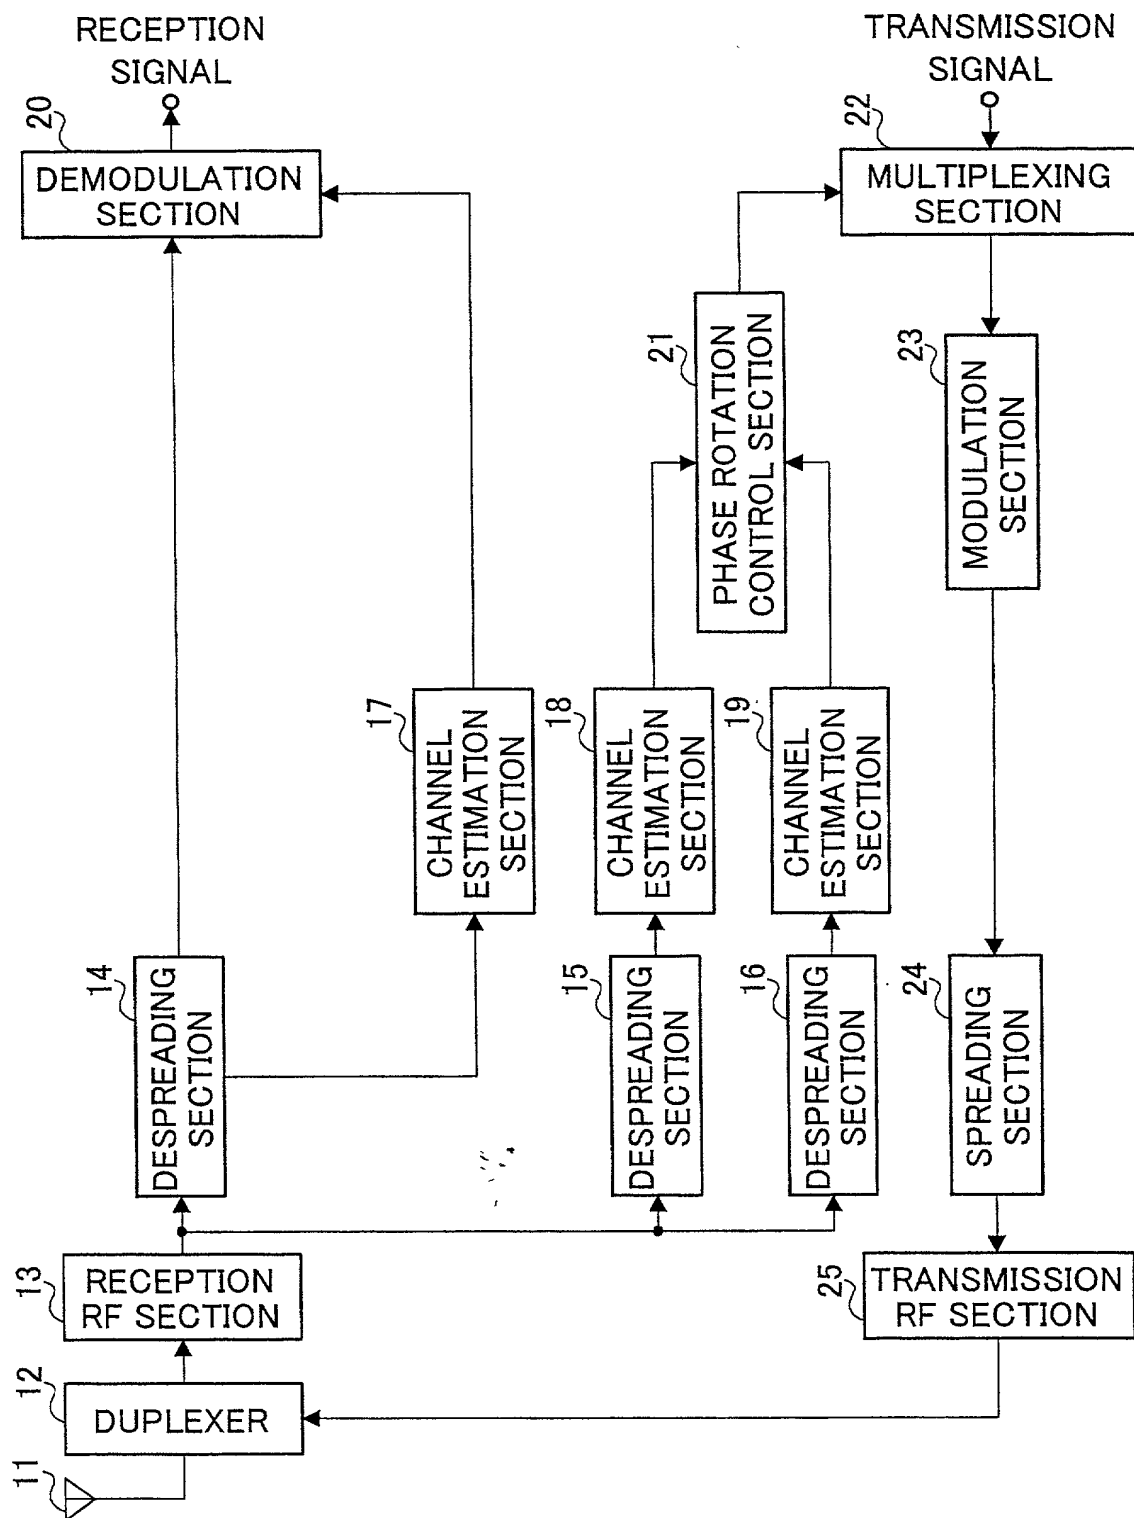 RECEPTION
SIGNAL
TRANSMISSION
SIGNAL
20
DEMODULATION
SECTION
22
MULTIPLEXING
SECTION
21
PHASE ROTATION
CONTROL SECTION
23
MODULATION
SECTION
17
CHANNEL
ESTIMATION
SECTION
18
CHANNEL
ESTIMATION
SECTION
19
CHANNEL
ESTIMATION
SECTION
14
DESPREADING
SECTION
15
DESPREADING
SECTION
16
DESPREADING
SECTION
24
SPREADING
SECTION
13
RECEPTION
RF SECTION
25
TRANSMISSION
RF SECTION
12
DUPLEXER
11